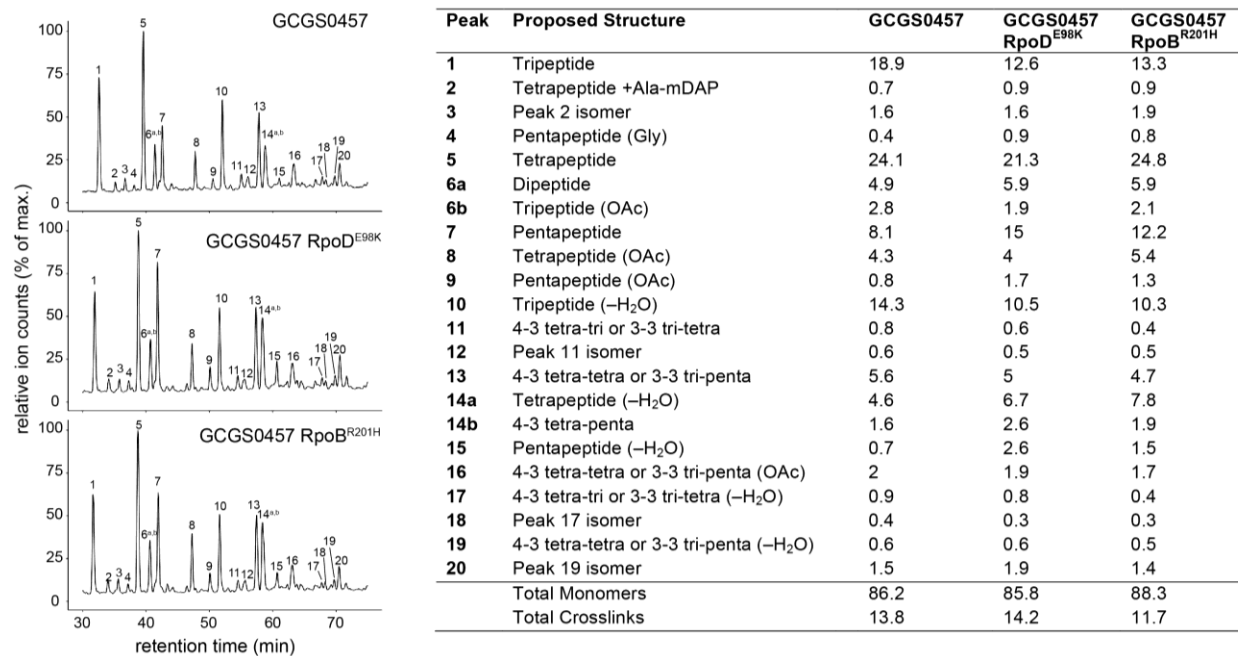 relative ion counts (% of max.)
GCGS0457
100
75
50
25
0
1
2
3
4
5
6a,b
7
8
9
10
11
12
13
14a,b
15
16
17
18
19
20
GCGS0457 RpoDE98K
100
75
50
25
0
1
2
3
4
5
6a,b
7
8
9
10
11
12
13
14a,b
15
16
17
18
19
20
GCGS0457 RpoBR201H
100
75
50
25
0
1
2
3
4
5
6a,b
7
8
9
10
11
12
13
14a,b
15
16
17
18
19
20
30 40 50 60 70
retention time (min)
Peak Proposed Structure GCGS0457 GCGS0457 RpoDE98K GCGS0457 RpoBR201H
1 Tripeptide 18.9 12.6 13.3
2 Tetrapeptide +Ala-mDAP 0.7 0.9 0.9
3 Peak 2 isomer 1.6 1.6 1.9
4 Pentapeptide (Gly) 0.4 0.9 0.8
5 Tetrapeptide 24.1 21.3 24.8
6a Dipeptide 4.9 5.9 5.9
6b Tripeptide (OAc) 2.8 1.9 2.1
7 Pentapeptide 8.1 15 12.2
8 Tetrapeptide (OAc) 4.3 4 5.4
9 Pentapeptide (OAc) 0.8 1.7 1.3
10 Tripeptide (–H₂O) 14.3 10.5 10.3
11 4-3 tetra-tri or 3-3 tri-tetra 0.8 0.6 0.4
12 Peak 11 isomer 0.6 0.5 0.5
13 4-3 tetra-tetra or 3-3 tri-penta 5.6 5 4.7
14a Tetrapeptide (–H₂O) 4.6 6.7 7.8
14b 4-3 tetra-penta 1.6 2.6 1.9
15 Pentapeptide (–H₂O) 0.7 2.6 1.5
16 4-3 tetra-tetra or 3-3 tri-penta (OAc) 2 1.9 1.7
17 4-3 tetra-tri or 3-3 tri-tetra (–H₂O) 0.9 0.8 0.4
18 Peak 17 isomer 0.4 0.3 0.3
19 4-3 tetra-tetra or 3-3 tri-penta (–H₂O) 0.6 0.6 0.5
20 Peak 19 isomer 1.5 1.9 1.4
Total Monomers 86.2 85.8 88.3
Total Crosslinks 13.8 14.2 11.7